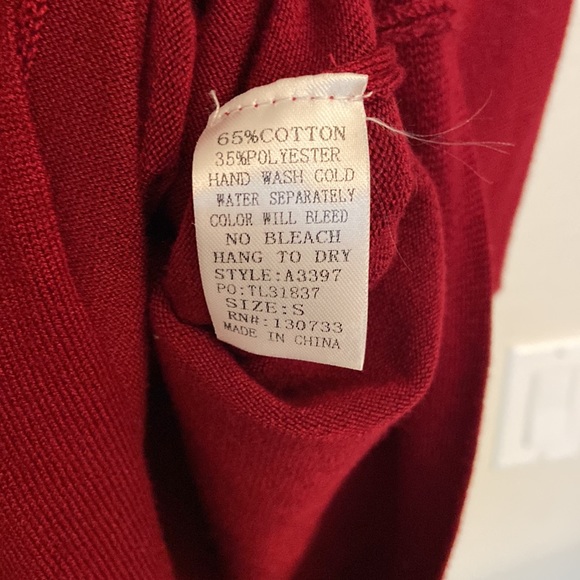 65%COTTON
35%POLYESTER
HAND WASH COLD
WATER SEPARATELY
COLOR WILL BLEED
NO BLEACH
HANG TO DRY
STYLE:A3397
PO:TL31837
SIZE:S
RN#:130733
MADE IN CHINA